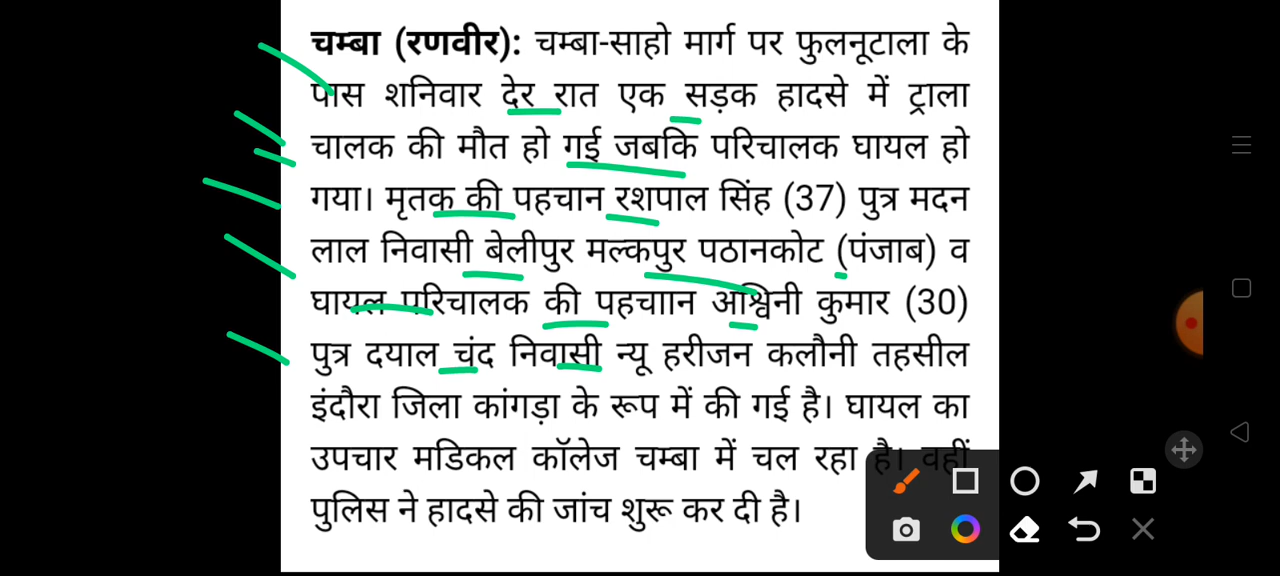 चम्बा (रणवीर): चम्बा-साहो मार्ग पर फुलनूटाला के
पास शनिवार देर रात एक सड़क हादसे में ट्राला
चालक की मौत हो गई जबकि परिचालक घायल हो
गया। मृतक की पहचान रशपाल सिंह (37) पुत्र मदन
लाल निवासी बेलीपुर मल्कपुर पठानकोट (पंजाब) व
घायल परिचालक की पहचाान अश्विनी कुमार (30)
पुत्र दयाल चंद निवासी न्यू हरीजन कलौनी तहसील
इंदौरा जिला कांगड़ा के रूप में की गई है। घायल का
उपचार मडिकल कॉलेज चम्बा में चल रहा है। वहीं
पुलिस ने हादसे की जांच शुरू कर दी है।